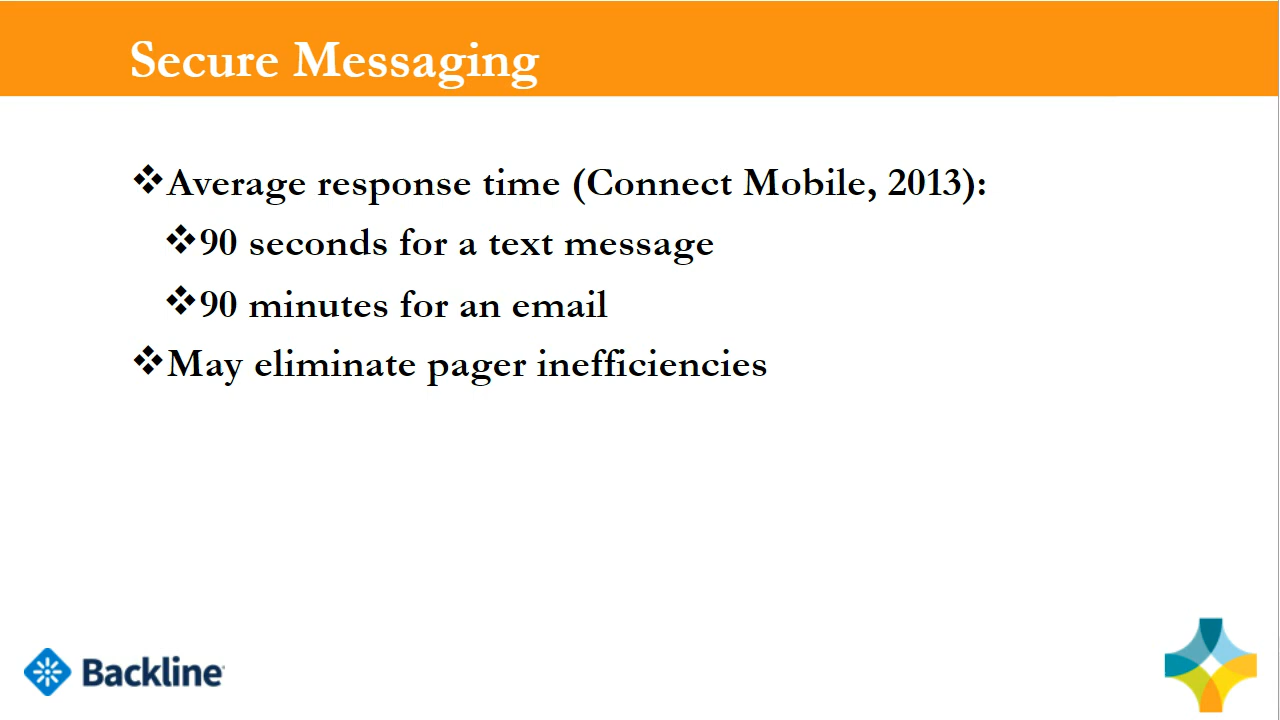 Secure Messaging
❖Average response time (Connect Mobile, 2013):
❖90 seconds for a text message
❖90 minutes for an email
❖May eliminate pager inefficiencies
Backline